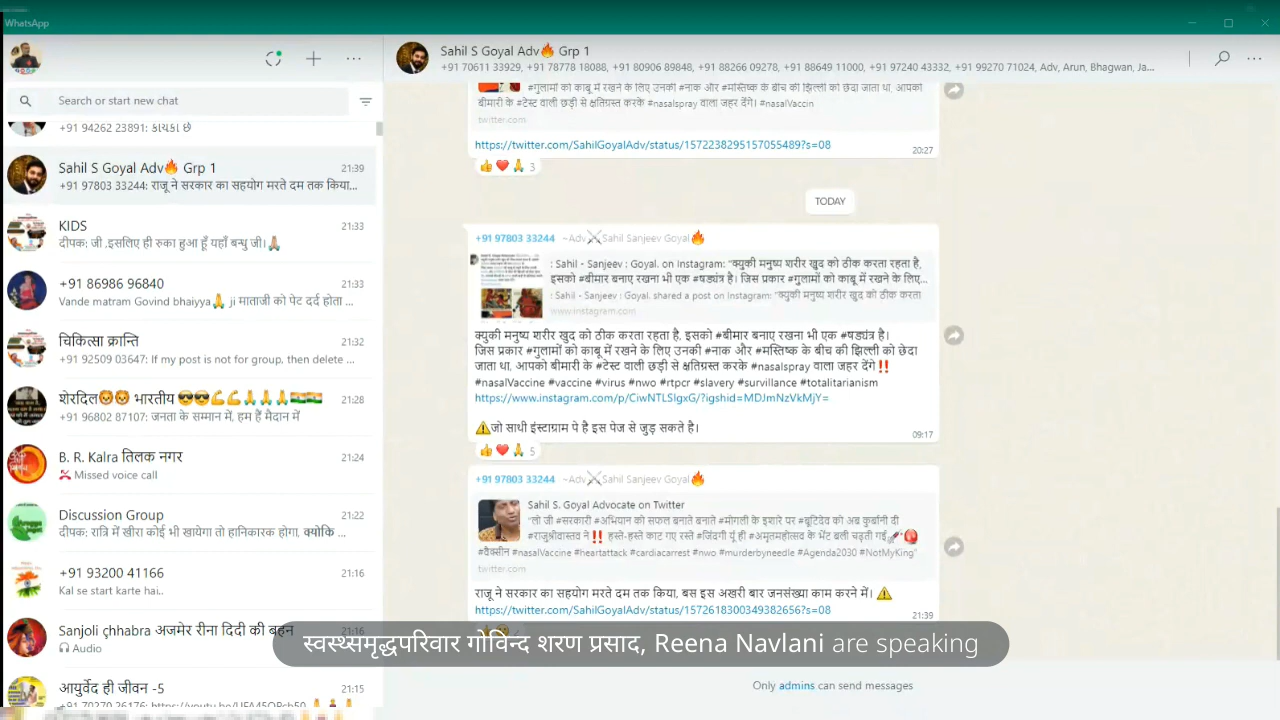 WhatsApp
Search or start new chat
+91 94262 23891: કાયકા છે
Sahil S Goyal Adv🔥 Grp 1
21:39
+91 97803 33244: राजू ने सरकार का सहयोग मरते दम तक किया...
KIDS
21:33
दीपक: जी .इसलिए ही रुका हुआ हूँ यहाँ बन्धु जी।🙏
+91 86986 96840
21:33
Vande matram Govind bhaiyya🙏 ji माताजी को पेट दर्द होता ...
चिकित्सा क्रान्ति
21:32
+91 92509 03647: If my post is not for group, then delete ...
शेरदिल🦁🦁 भारतीय 😎😎💪💪🙏🙏🙏🇮🇳🇮🇳🇮🇳
21:28
+91 96802 87107: जनता के सम्मान में, हम हैं मैदान में
B. R. Kalra तिलक नगर
21:24
Missed voice call
Discussion Group
21:22
दीपक: रात्रि में खीरा कोई भी खायेगा तो हानिकारक होगा, क्योकि ...
+91 93200 41166
21:16
Kal se start karte hai..
Sanjoli çhhabra अजमेर रीना दिदी की बहन
21:16
Audio
आयुर्वेद ही जीवन -5
21:15
Sahil S Goyal Adv🔥 Grp 1
+91 70611 33929, +91 78778 18088, +91 80906 89848, +91 88266 09278, +91 88649 11000, +91 97240 43332, +91 99270 71024, Adv, Arun, Bhagwan, Ja...
#गुलामों को काबू में रखने के लिए उनकी #नाक और #मस्तिष्क के बीच की झिल्ली को छेदा जाता था, आपको
बीमारी के #टेस्ट वाली छड़ी से क्षतिग्रस्त करके #nasalspray वाला जहर देंगे। #nasalVaccin
twitter.com
https://twitter.com/SahilGoyalAdv/status/1572238295157055489?s=08
20:27
👍❤️🙏 3
TODAY
+91 97803 33244 ~Adv⚔️Sahil Sanjeev Goyal🔥
: Sahil - Sanjeev : Goyal. on Instagram: "क्युकी मनुष्य शरीर खुद को ठीक करता रहता है,
इसको #बीमार बनाए रखना भी एक #षड्यंत्र है। जिस प्रकार #गुलामों को काबू में रखने के लिए...
: Sahil - Sanjeev : Goyal. shared a post on Instagram: "क्युकी मनुष्य शरीर खुद को ठीक करता
www.instagram.com
क्युकी मनुष्य शरीर खुद को ठीक करता रहता है, इसको #बीमार बनाए रखना भी एक #षड्यंत्र है।
जिस प्रकार #गुलामों को काबू में रखने के लिए उनकी #नाक और #मस्तिष्क के बीच की झिल्ली को छेदा
जाता था, आपको बीमारी के #टेस्ट वाली छड़ी से क्षतिग्रस्त करके #nasalspray वाला जहर देंगे‼️
#nasalVaccine #vaccine #virus #nwo #rtpcr #slavery #survillance #totalitarianism
https://www.instagram.com/p/CiwNTLSIgxG/?igshid=MDJmNzVkMjY=
⚠️जो साथी इंस्टाग्राम पे है इस पेज से जुड़ सकते है।
09:17
👍❤️🙏 5
+91 97803 33244 ~Adv⚔️Sahil Sanjeev Goyal🔥
Sahil S. Goyal Advocate on Twitter
"लो जी #सरकारी #अभियान को सफल बनाते बनाते #मोगली के इशारे पर #बूटिदेव को अब कुर्बानी दी
#राजुश्रीवास्तव ने‼️ हस्ते-हस्ते काट गए रस्ते #जिंदगी यूं ही #अमृतमहोत्सव के भेंट बली चढ़ती गई
#वैक्सीन #nasalVaccine #heartattack #cardiacarrest #nwo #murderbyneedle #Agenda2030 #NotMyKing"
twitter.com
राजू ने सरकार का सहयोग मरते दम तक किया, बस इस अखरी बार जनसंख्या काम करने में। ⚠️
https://twitter.com/SahilGoyalAdv/status/1572618300349382656?s=08
21:39
स्वस्थ्समृद्धपरिवार गोविन्द शरण प्रसाद, Reena Navlani are speaking
Only admins can send messages